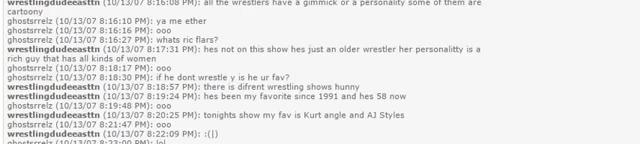 wrestlingdudeeasttn (10/13/07 8:16:08 PM): all the wrestlers have a gimmick or a personality some of them are
cartoony
ghostsrrelz (10/13/07 8:16:10 PM): ya me ether
ghostsrrelz (10/13/07 8:16:16 PM): ooo
ghostsrrelz (10/13/07 8:16:27 PM): whats ric flars?
wrestlingdudeeasttn (10/13/07 8:17:31 PM): hes not on this show hes just an older wrestler her personalitty is a
rich guy that has all kinds of women
ghostsrrelz (10/13/07 8:18:17 PM): ooo
ghostsrrelz (10/13/07 8:18:30 PM): if he dont wrestle y is he ur fav?
wrestlingdudeeasttn (10/13/07 8:18:57 PM): there is difrent wrestling shows hunny
wrestlingdudeeasttn (10/13/07 8:19:24 PM): hes been my favorite since 1991 and hes 58 now
ghostsrrelz (10/13/07 8:19:48 PM): ooo
wrestlingdudeeasttn (10/13/07 8:20:25 PM): tonights show my fav is Kurt angle and AJ Styles
ghostsrrelz (10/13/07 8:21:47 PM): ooo
wrestlingdudeeasttn (10/13/07 8:22:09 PM): :(|)
ghostsrrelz (10/13/07 8:23:00 PM): lol